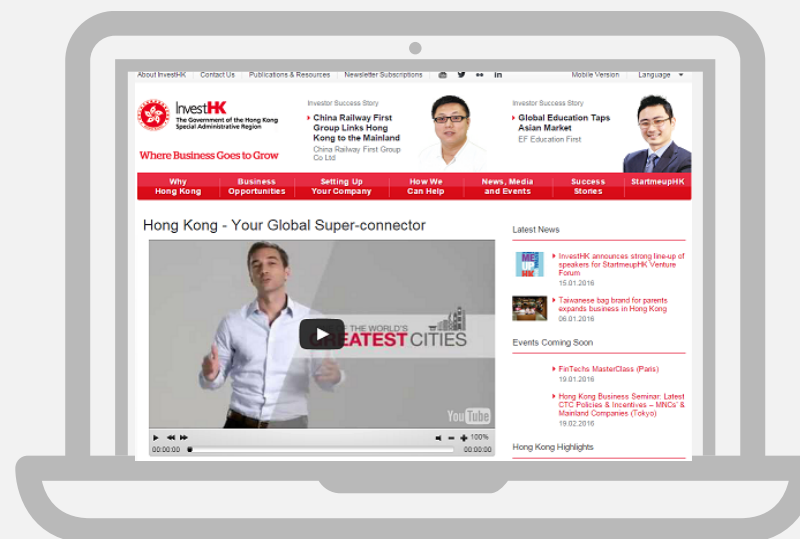 About InvestHK Contact Us Publications & Resources Newsletter Subscriptions in Mobile Version Language
InvestHK
The Government of the Hong Kong
Special Administrative Region
Where Business Goes to Grow
Investor Success Story
China Railway First
Group Links Hong
Kong to the Mainland
China Railway First Group
Co Ltd
Investor Success Story
Global Education Taps
Asian Market
EF Education First
Why
Hong Kong
Business
Opportunities
Setting Up
Your Company
How We
Can Help
News, Media
and Events
Success
Stories
StartmeupHK
Hong Kong - Your Global Super-connector
THE WORLD'S
GREATEST CITIES
YouTube
100%
00:00:00 00:00:00
Latest News
ME
UP
HK
InvestHK announces strong line-up of
speakers for StartmeupHK Venture
Forum
15.01.2016
Taiwanese bag brand for parents
expands business in Hong Kong
06.01.2016
Events Coming Soon
FinTechs MasterClass (Paris)
19.01.2016
Hong Kong Business Seminar: Latest
CTC Policies & Incentives – MNCs' &
Mainland Companies (Tokyo)
19.02.2016
Hong Kong Highlights